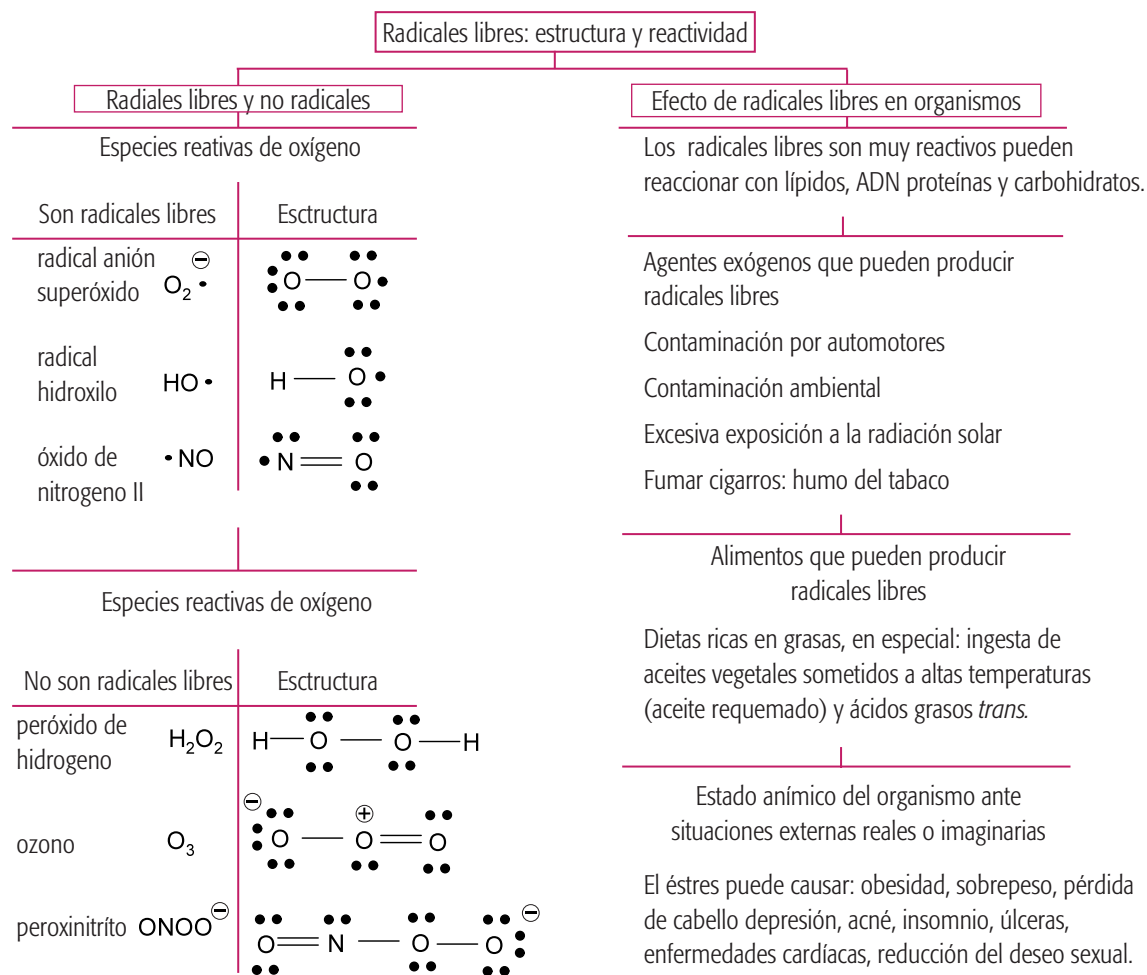 Radicales libres: estructura y reactividad
Radiales libres y no radicales
Especies reativas de oxígeno
Son radicales libres
Esctructura
radical anión
superóxido
O₂•⊖
O — O
radical
hidroxilo
HO•
H — O
óxido de
nitrogeno II
•NO
N = O
Especies reactivas de oxígeno
No son radicales libres
Esctructura
peróxido de
hidrogeno
H₂O₂
H — O — O — H
ozono
O₃
⊖ ⊕
O — O = O
peroxinitríto
ONOO⊖
⊖
O = N — O — O
Efecto de radicales libres en organismos
Los radicales libres son muy reactivos pueden
reaccionar con lípidos, ADN proteínas y carbohidratos.
Agentes exógenos que pueden producir
radicales libres
Contaminación por automotores
Contaminación ambiental
Excesiva exposición a la radiación solar
Fumar cigarros: humo del tabaco
Alimentos que pueden producir
radicales libres
Dietas ricas en grasas, en especial: ingesta de
aceites vegetales sometidos a altas temperaturas
(aceite requemado) y ácidos grasos trans.
Estado anímico del organismo ante
situaciones externas reales o imaginarias
El éstres puede causar: obesidad, sobrepeso, pérdida
de cabello depresión, acné, insomnio, úlceras,
enfermedades cardíacas, reducción del deseo sexual.